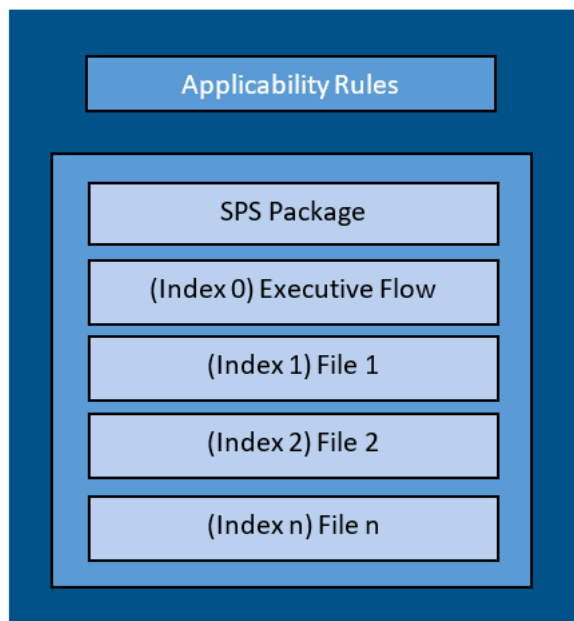 Applicability Rules
SPS Package
(Index 0) Executive Flow
(Index 1) File 1
(Index 2) File 2
(Index n) File n